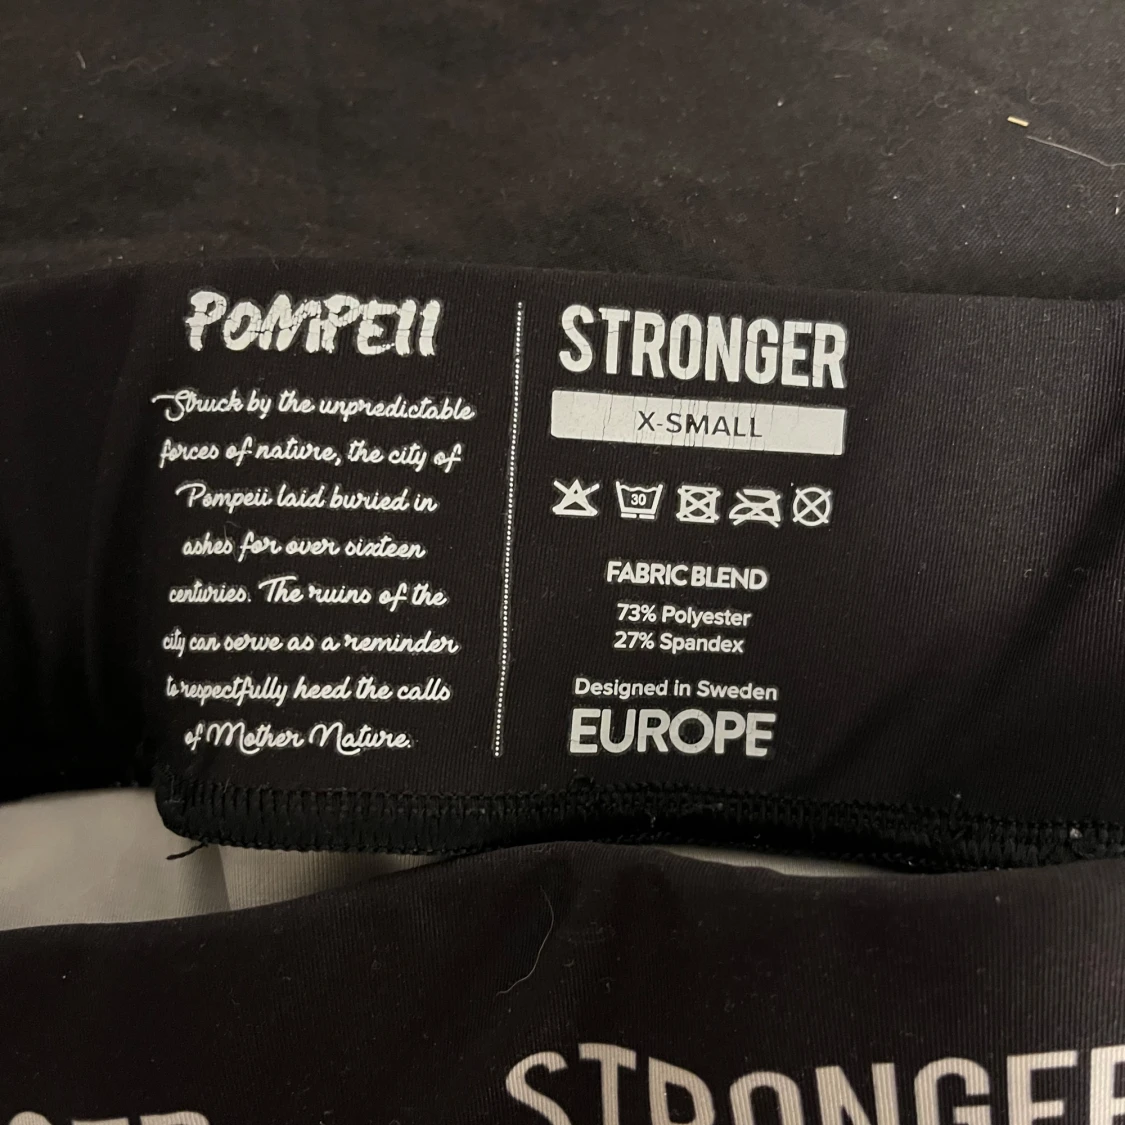 POMPEII
Struck by the unpredictable
forces of nature, the city of
Pompeii laid buried in
ashes for over sixteen
centuries. The ruins of the
city can serve as a reminder
to respectfully heed the calls
of Mother Nature.
STRONGER
X-SMALL
30
FABRIC BLEND
73% Polyester
27% Spandex
Designed in Sweden
EUROPE
STRONGER